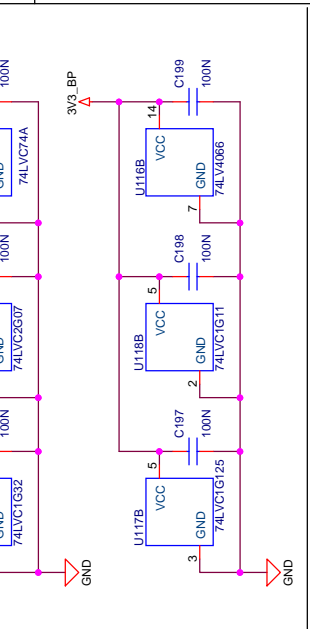 100N
GND
74LVC74A
100N
GND
74LVC2G07
100N
GND
74LVC1G32
GND
3V3_BP
C199
100N
14
VCC
U116B
GND
74LV4066
7
C198
100N
5
VCC
U118B
GND
74LVC1G11
2
C197
100N
5
VCC
U117B
GND
74LVC1G125
3
GND